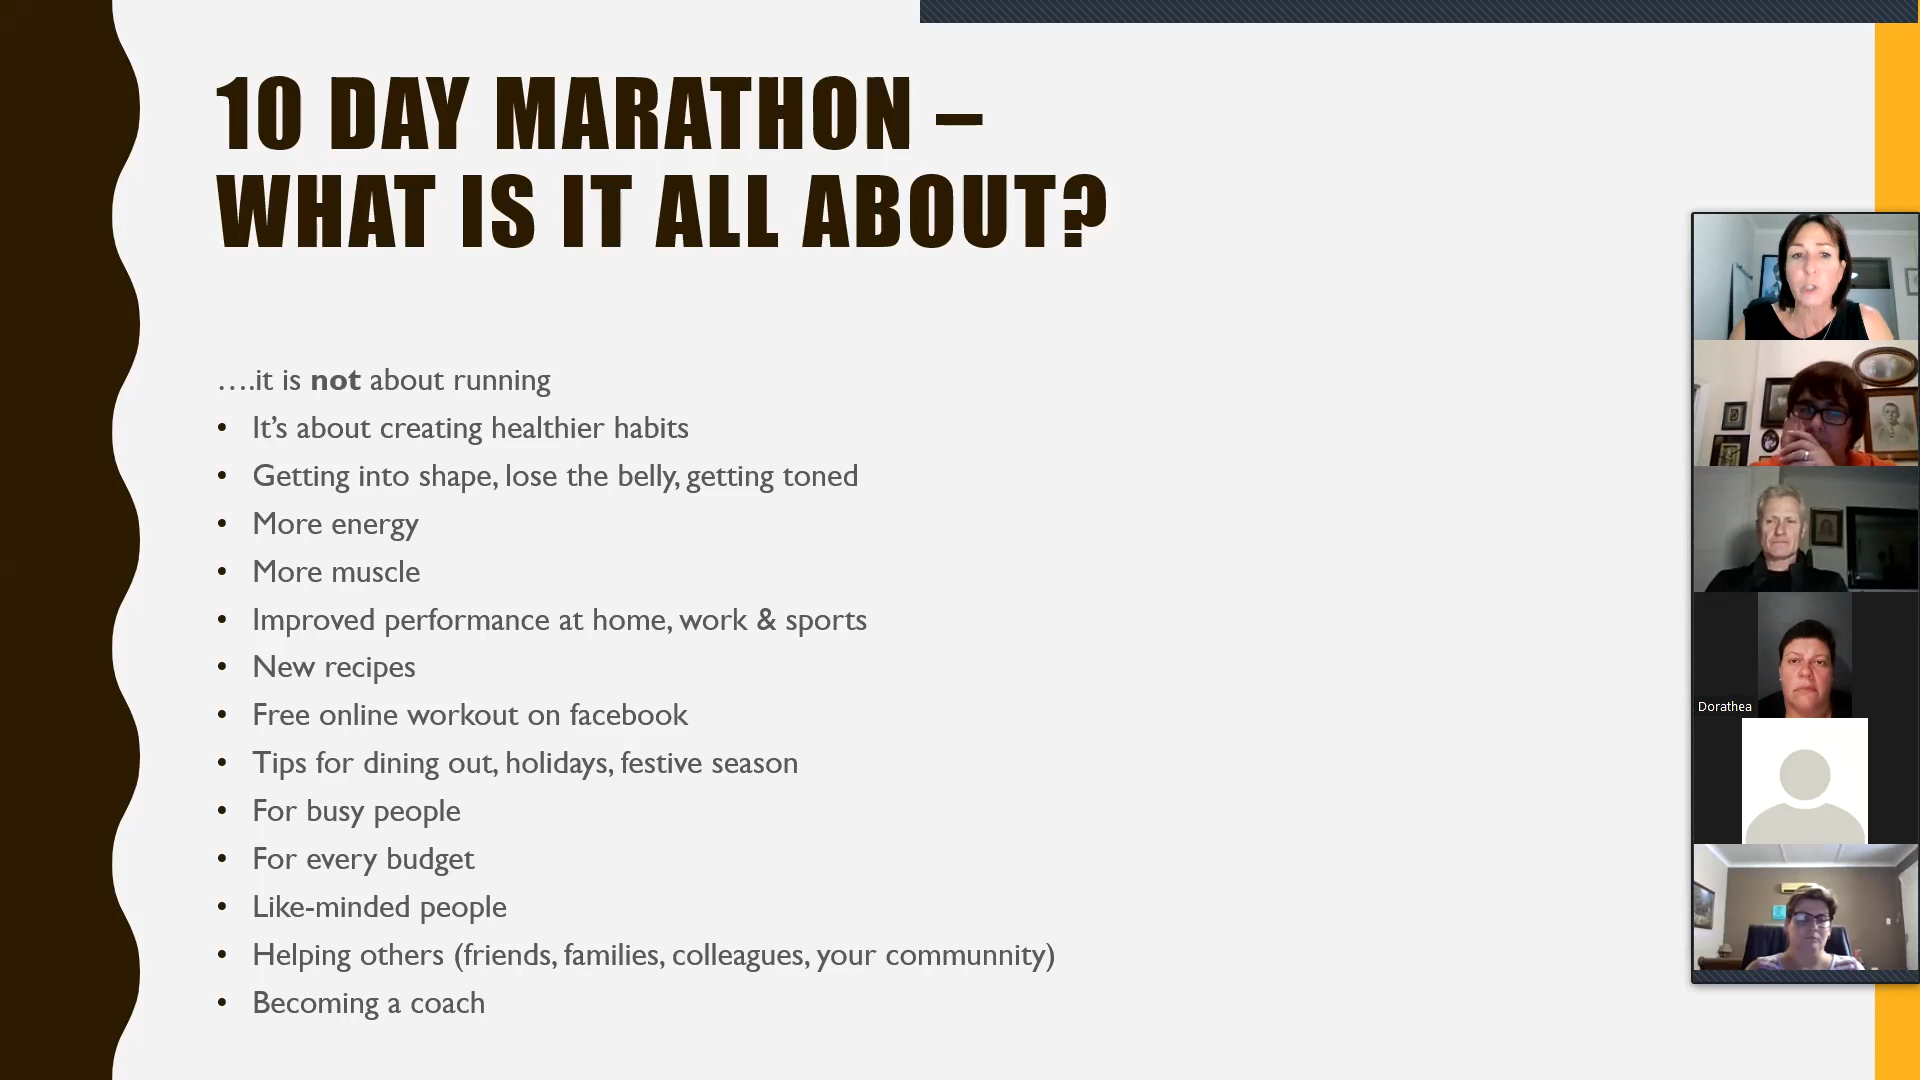 10 DAY MARATHON –
WHAT IS IT ALL ABOUT?
….it is not about running
• It’s about creating healthier habits
• Getting into shape, lose the belly, getting toned
• More energy
• More muscle
• Improved performance at home, work & sports
• New recipes
• Free online workout on facebook
• Tips for dining out, holidays, festive season
• For busy people
• For every budget
• Like-minded people
• Helping others (friends, families, colleagues, your communnity)
• Becoming a coach
Dorathea